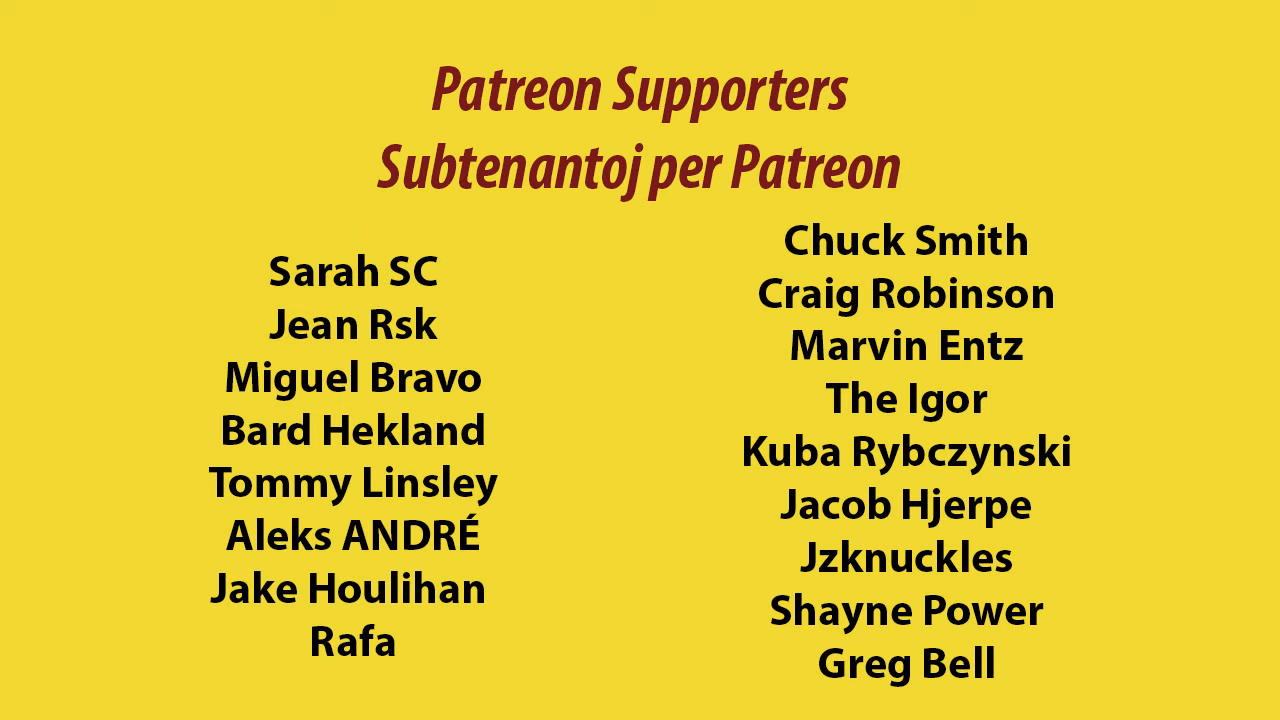 Patreon Supporters
Subtenantoj per Patreon
Sarah SC
Jean Rsk
Miguel Bravo
Bard Hekland
Tommy Linsley
Aleks ANDRÉ
Jake Houlihan
Rafa
Chuck Smith
Craig Robinson
Marvin Entz
The Igor
Kuba Rybczynski
Jacob Hjerpe
Jzknuckles
Shayne Power
Greg Bell